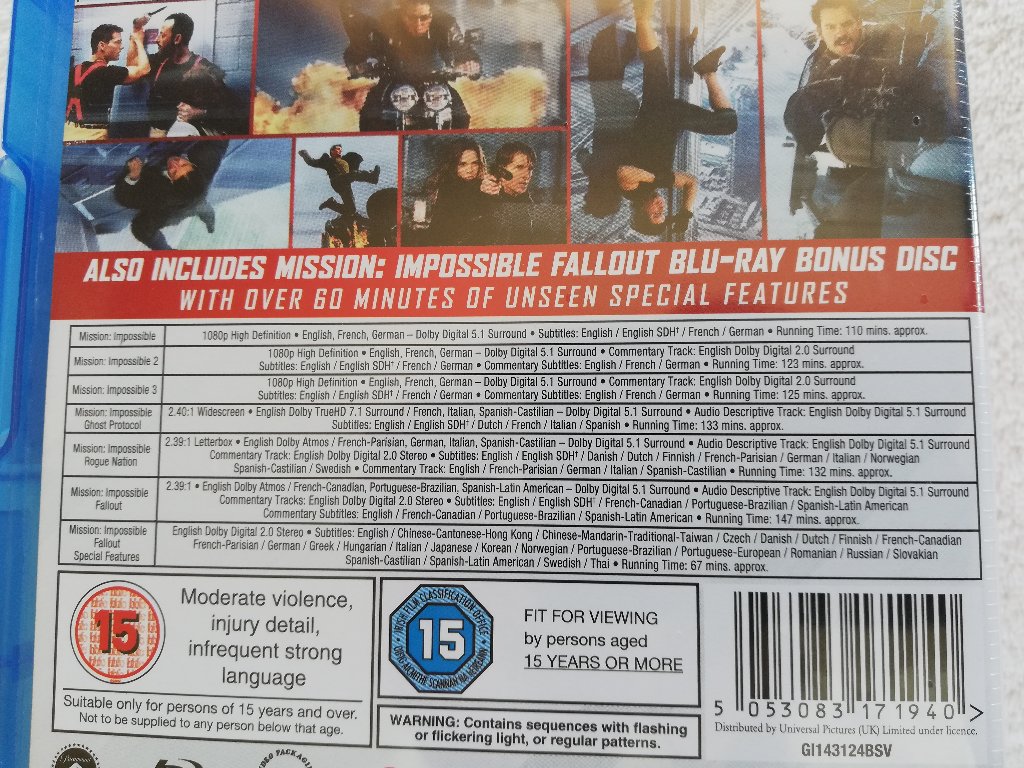 ALSO INCLUDES MISSION: IMPOSSIBLE FALLOUT BLU-RAY BONUS DISC
WITH OVER 60 MINUTES OF UNSEEN SPECIAL FEATURES
Mission: Impossible
1080p High Definition • English, French, German – Dolby Digital 5.1 Surround • Subtitles: English / English SDH† / French / German • Running Time: 110 mins. approx.
Mission: Impossible 2
1080p High Definition • English, French, German – Dolby Digital 5.1 Surround • Commentary Track: English Dolby Digital 2.0 Surround
Subtitles: English / English SDH† / French / German • Commentary Subtitles: English / French / German • Running Time: 123 mins. approx.
Mission: Impossible 3
1080p High Definition • English, French, German – Dolby Digital 5.1 Surround • Commentary Track: English Dolby Digital 2.0 Surround
Subtitles: English / English SDH† / French / German • Commentary Subtitles: English / French / German • Running Time: 125 mins. approx.
Mission: Impossible
Ghost Protocol
2.40:1 Widescreen • English Dolby TrueHD 7.1 Surround / French, Italian, Spanish-Castilian – Dolby Digital 5.1 Surround • Audio Descriptive Track: English Dolby Digital 5.1 Surround
Subtitles: English / English SDH† / Dutch / French / Italian / Spanish • Running Time: 133 mins. approx.
Mission: Impossible
Rogue Nation
2.39:1 Letterbox • English Dolby Atmos / French-Parisian, German, Italian, Spanish-Castilian – Dolby Digital 5.1 Surround • Audio Descriptive Track: English Dolby Digital 5.1 Surround
Commentary Track: English Dolby Digital 2.0 Stereo • Subtitles: English / English SDH† / Danish / Dutch / Finnish / French-Parisian / German / Italian / Norwegian
Spanish-Castilian / Swedish • Commentary Track: English / French-Parisian / German / Italian / Spanish-Castilian • Running Time: 132 mins. approx.
Mission: Impossible
Fallout
2.39:1 • English Dolby Atmos / French-Canadian, Portuguese-Brazilian, Spanish-Latin American – Dolby Digital 5.1 Surround • Audio Descriptive Track: English Dolby Digital 5.1 Surround
Commentary Tracks: English Dolby Digital 2.0 Stereo • Subtitles: English / English SDH† / French-Canadian / Portuguese-Brazilian / Spanish-Latin American
Commentary Subtitles: English / French-Canadian / Portuguese-Brazilian / Spanish-Latin American • Running Time: 147 mins. approx.
Mission: Impossible
Fallout
Special Features
English Dolby Digital 2.0 Stereo • Subtitles: English / Chinese-Cantonese-Hong Kong / Chinese-Mandarin-Traditional-Taiwan / Czech / Danish / Dutch / Finnish / French-Canadian
French-Parisian / German / Greek / Hungarian / Italian / Japanese / Korean / Norwegian / Portuguese-Brazilian / Portuguese-European / Romanian / Russian / Slovakian
Spanish-Castilian / Spanish-Latin American / Swedish / Thai • Running Time: 67 mins. approx.
15
Moderate violence,
injury detail,
infrequent strong
language
Suitable only for persons of 15 years and over.
Not to be supplied to any person below that age.
IRISH FILM CLASSIFICATION OFFICE
15
FIT FOR VIEWING
by persons aged
15 YEARS OR MORE
WARNING: Contains sequences with flashing
or flickering light, or regular patterns.
5 053083 171940 >
Distributed by Universal Pictures (UK) Limited under licence.
GI143124BSV
Paramount